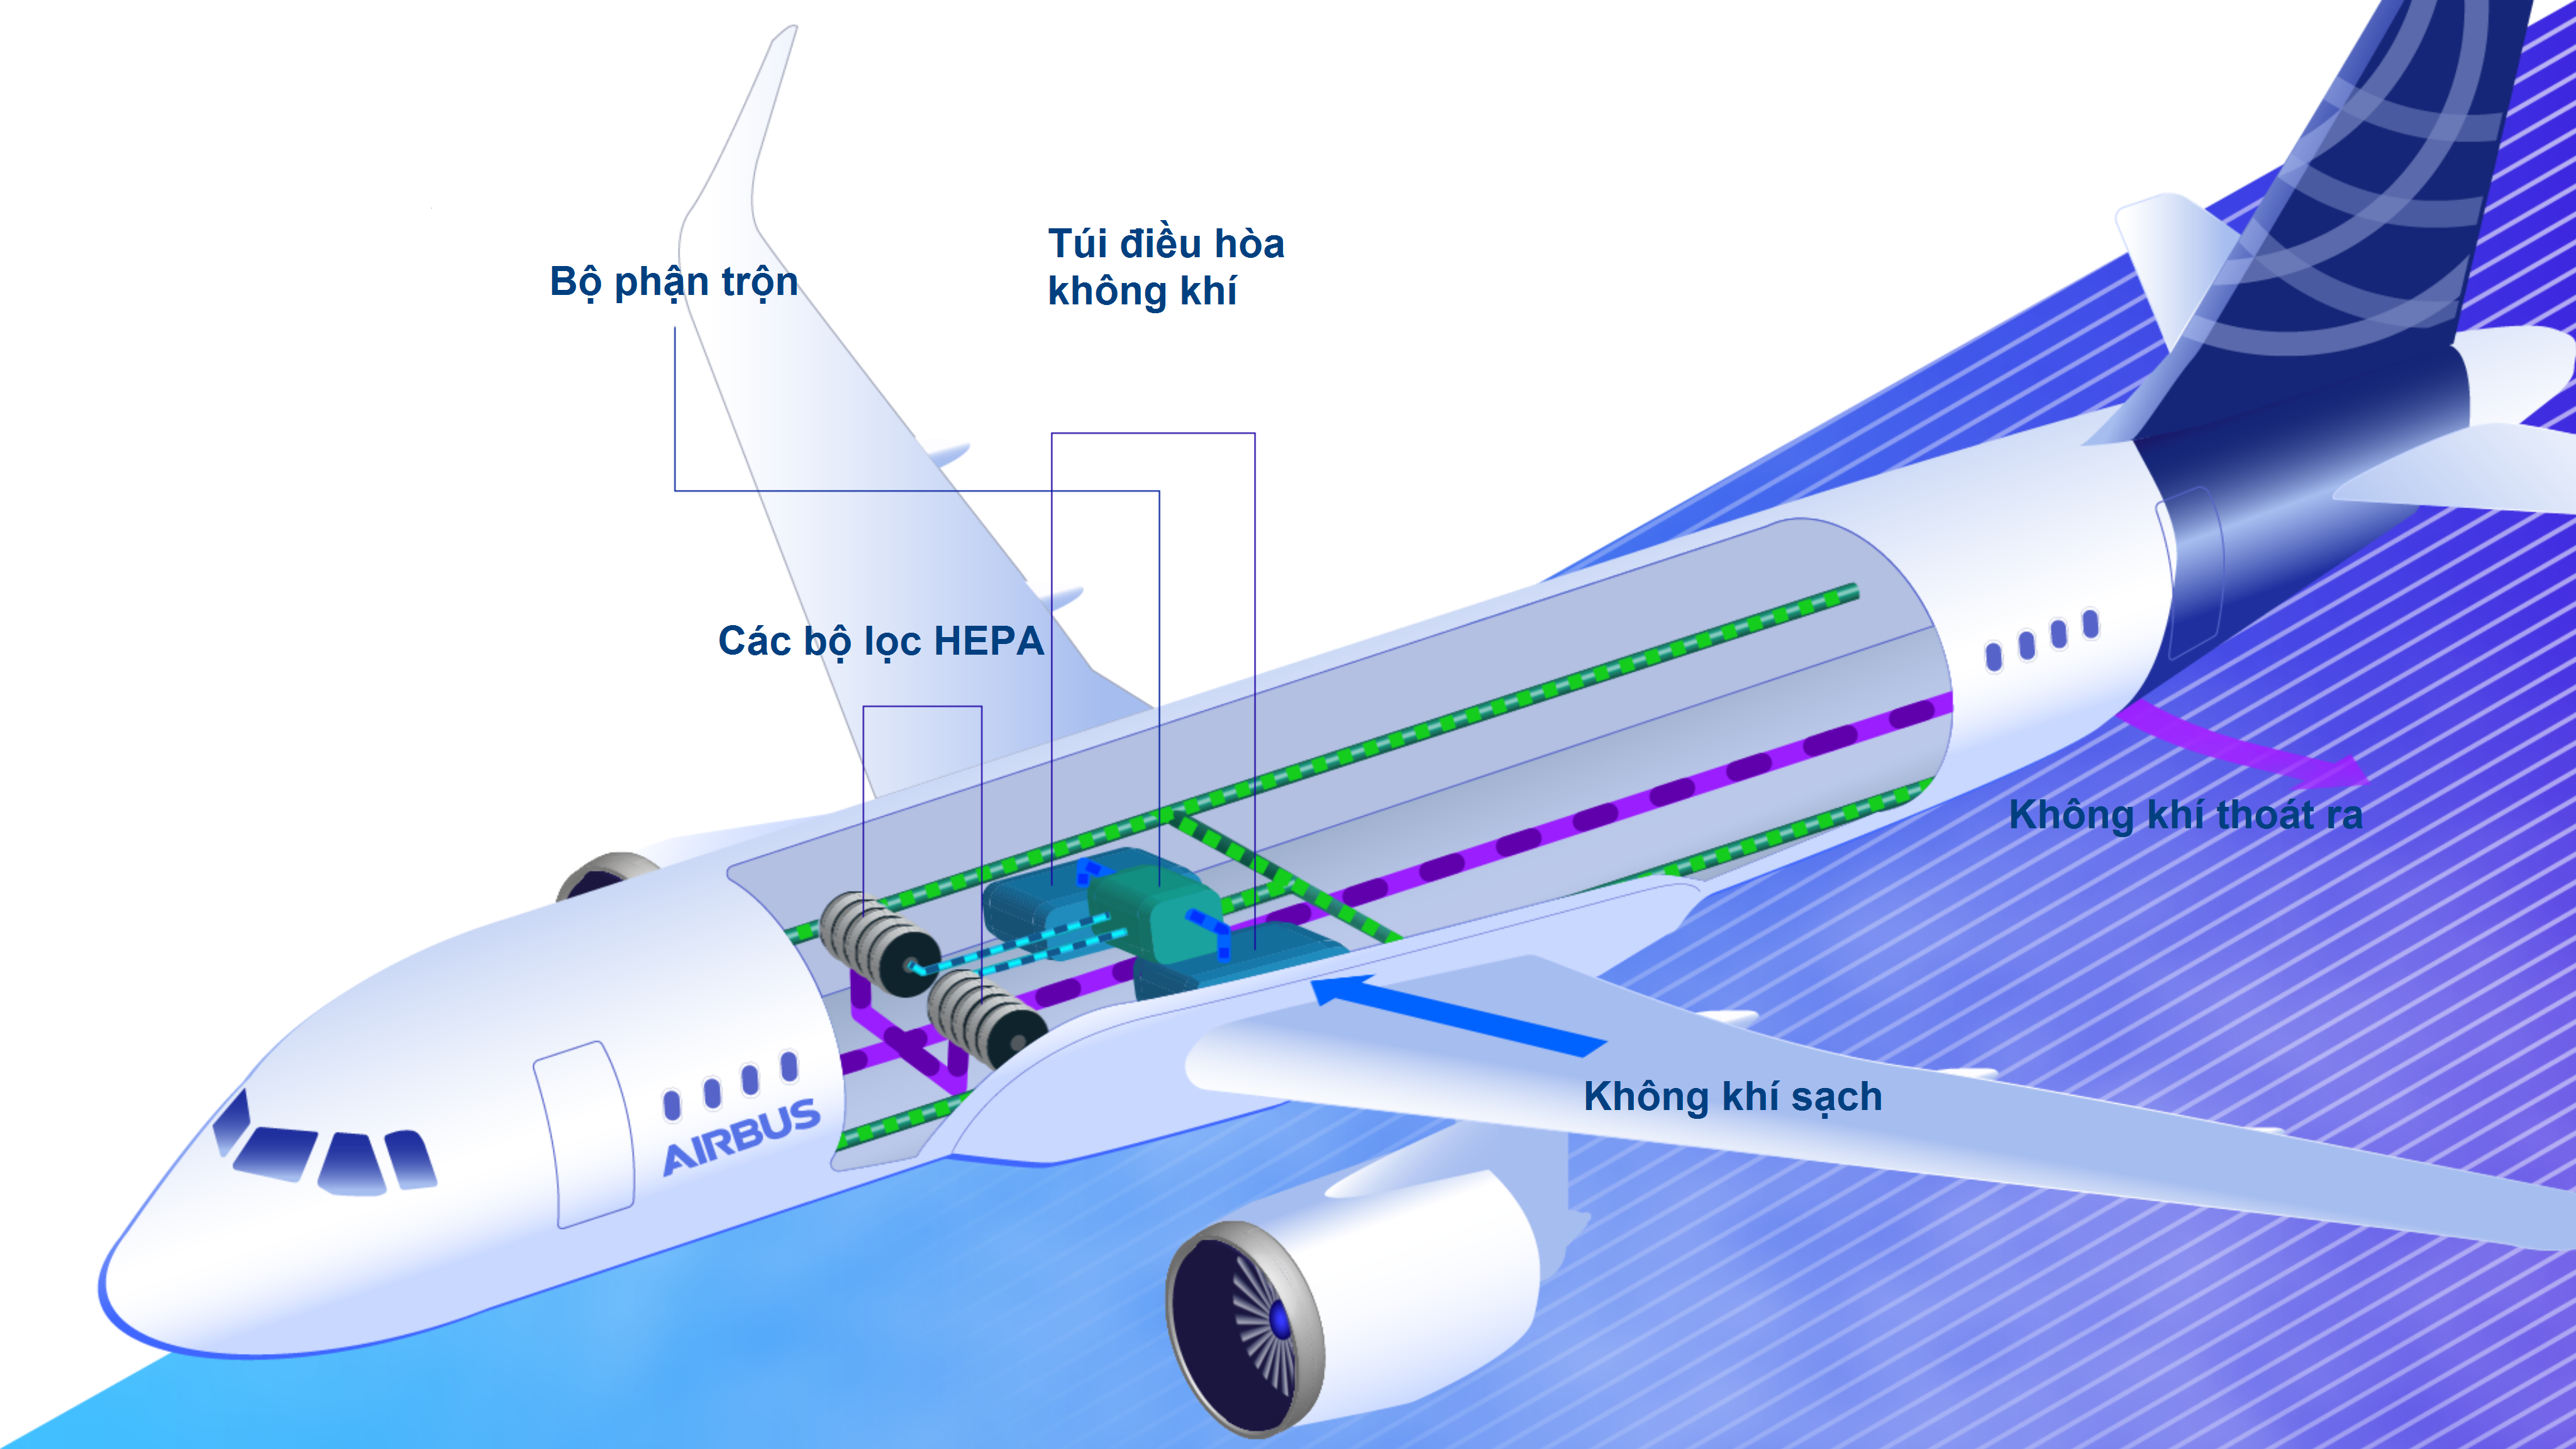 Túi điều hòa
không khí
Bộ phận trộn
Các bộ lọc HEPA
Không khí thoát ra
Không khí sạch
AIRBUS